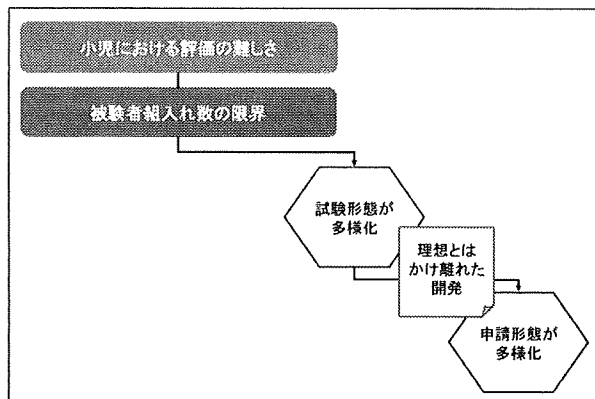 小児における評価の難しさ
被験者組入れ数の限界
試験形態が
多様化
理想とは
かけ離れた
開発
申請形態が
多様化